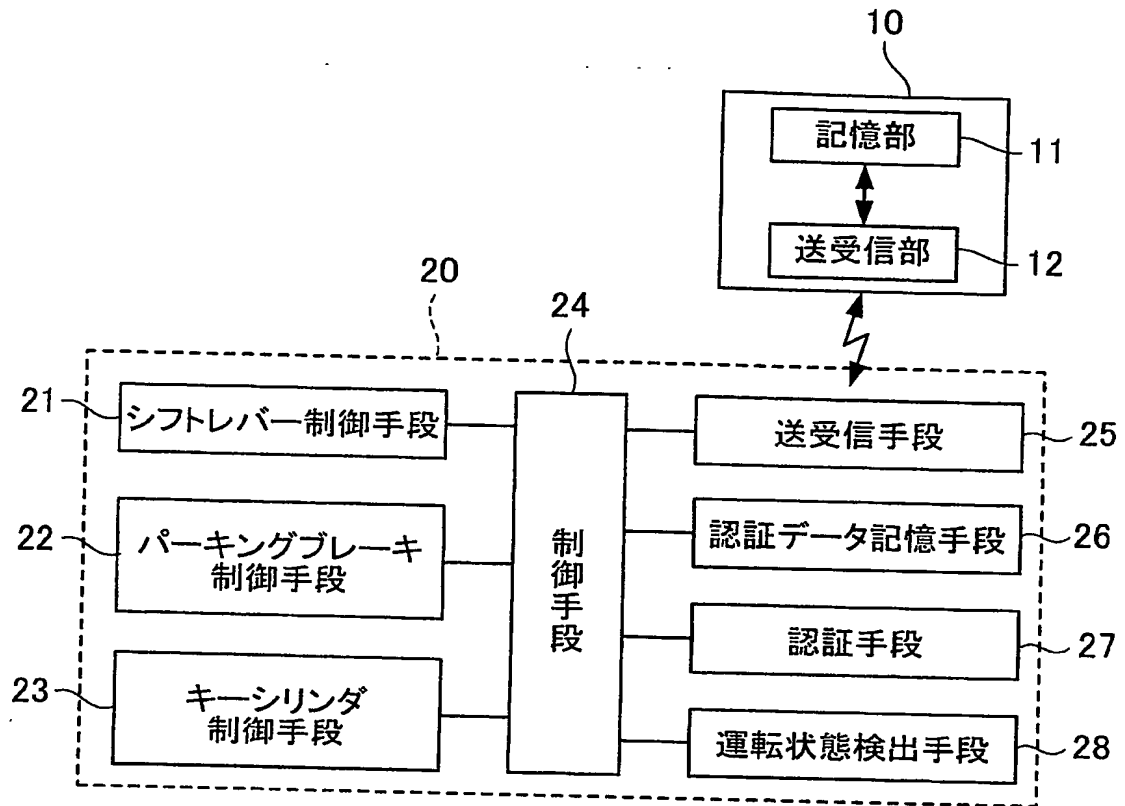 10
記憶部
11
送受信部
12
20
24
21
シフトレバー制御手段
送受信手段
25
22
パーキングブレーキ
制御手段
制御手段
認証データ記憶手段
26
認証手段
27
23
キーシリンダ
制御手段
運転状態検出手段
28